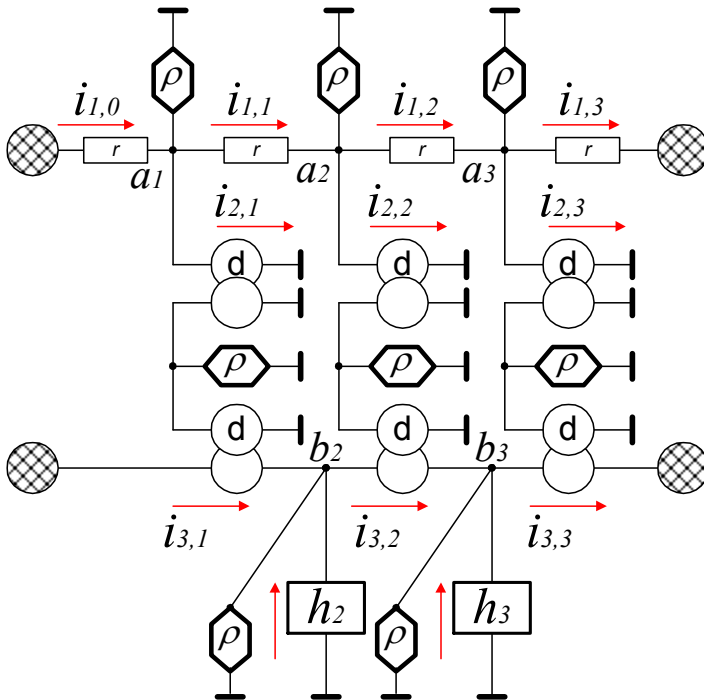 ρ ρ ρ
i1,0 i1,1 i1,2 i1,3
r r r r
a1 a2 a3
i2,1 i2,2 i2,3
d d d
ρ ρ ρ
d d d
b2 b3
i3,1 i3,2 i3,3
h2 h3
ρ ρ